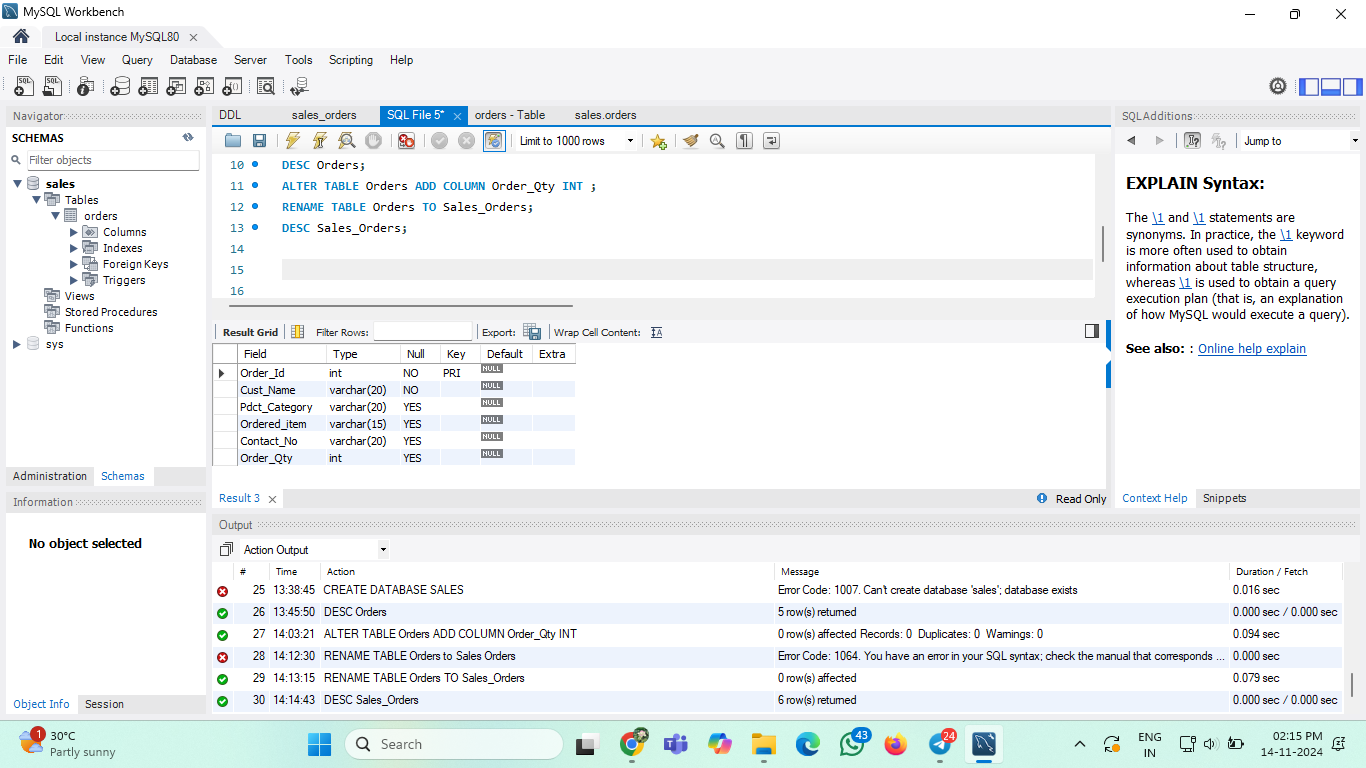 MySQL Workbench
Local instance MySQL80
File Edit View Query Database Server Tools Scripting Help
Navigator
SCHEMAS
Filter objects
sales
Tables
orders
Columns
Indexes
Foreign Keys
Triggers
Views
Stored Procedures
Functions
sys
Administration Schemas
Information
No object selected
Object Info Session
DDL sales_orders SQL File 5* orders - Table sales.orders
Limit to 1000 rows
10 DESC Orders;
11 ALTER TABLE Orders ADD COLUMN Order_Qty INT ;
12 RENAME TABLE Orders TO Sales_Orders;
13 DESC Sales_Orders;
14
15
16
Result Grid Filter Rows: Export: Wrap Cell Content:
Field Type Null Key Default Extra
Order_Id int NO PRI NULL
Cust_Name varchar(20) NO NULL
Pdct_Category varchar(20) YES NULL
Ordered_item varchar(15) YES NULL
Contact_No varchar(20) YES NULL
Order_Qty int YES NULL
Result 3 Read Only
SQLAdditions
Jump to
EXPLAIN Syntax:
The \1 and \1 statements are
synonyms. In practice, the \1 keyword
is more often used to obtain
information about table structure,
whereas \1 is used to obtain a query
execution plan (that is, an explanation
of how MySQL would execute a query).
See also: : Online help explain
Context Help Snippets
Output
Action Output
# Time Action Message Duration / Fetch
25 13:38:45 CREATE DATABASE SALES Error Code: 1007. Can't create database 'sales'; database exists 0.016 sec
26 13:45:50 DESC Orders 5 row(s) returned 0.000 sec / 0.000 sec
27 14:03:21 ALTER TABLE Orders ADD COLUMN Order_Qty INT 0 row(s) affected Records: 0 Duplicates: 0 Warnings: 0 0.094 sec
28 14:12:30 RENAME TABLE Orders to Sales Orders Error Code: 1064. You have an error in your SQL syntax; check the manual that corresponds ... 0.000 sec
29 14:13:15 RENAME TABLE Orders TO Sales_Orders 0 row(s) affected 0.079 sec
30 14:14:43 DESC Sales_Orders 6 row(s) returned 0.000 sec / 0.000 sec
1
30°C
Partly sunny
Search
43
24
ENG
IN
02:15 PM
14-11-2024